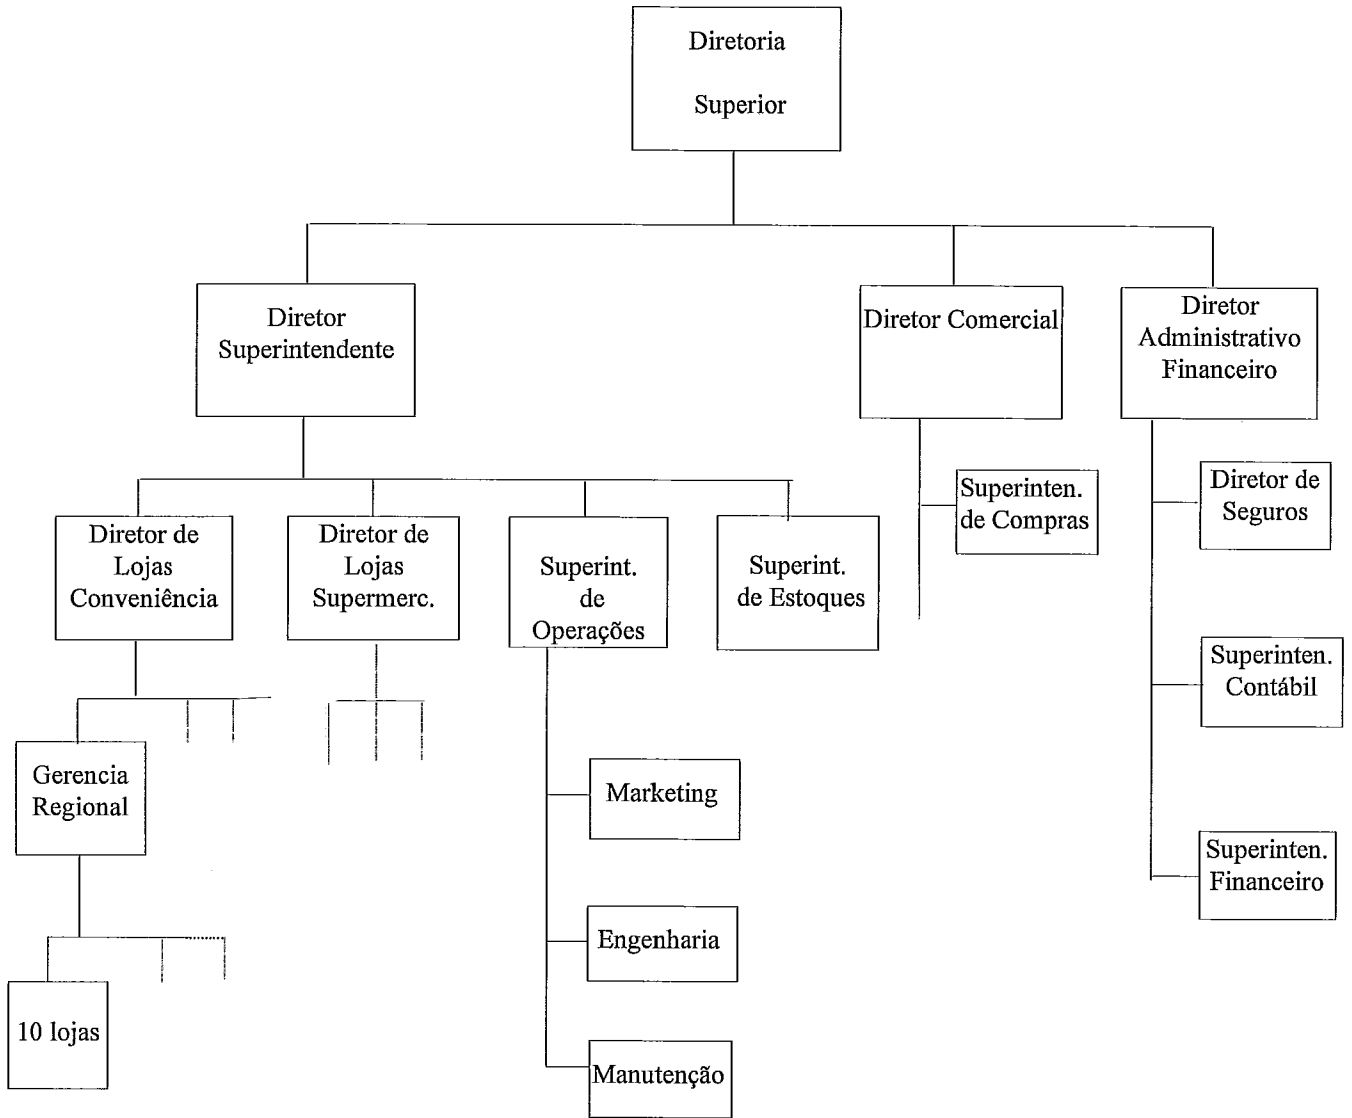 Diretoria
Superior
Diretor
Superintendente
Diretor Comercial
Diretor
Administrativo
Financeiro
Diretor de
Lojas
Conveniência
Diretor de
Lojas
Supermerc.
Superint.
de
Operações
Superint.
de Estoques
Superinten.
de Compras
Diretor de
Seguros
Superinten.
Contábil
Superinten.
Financeiro
Gerencia
Regional
10 lojas
Marketing
Engenharia
Manutenção